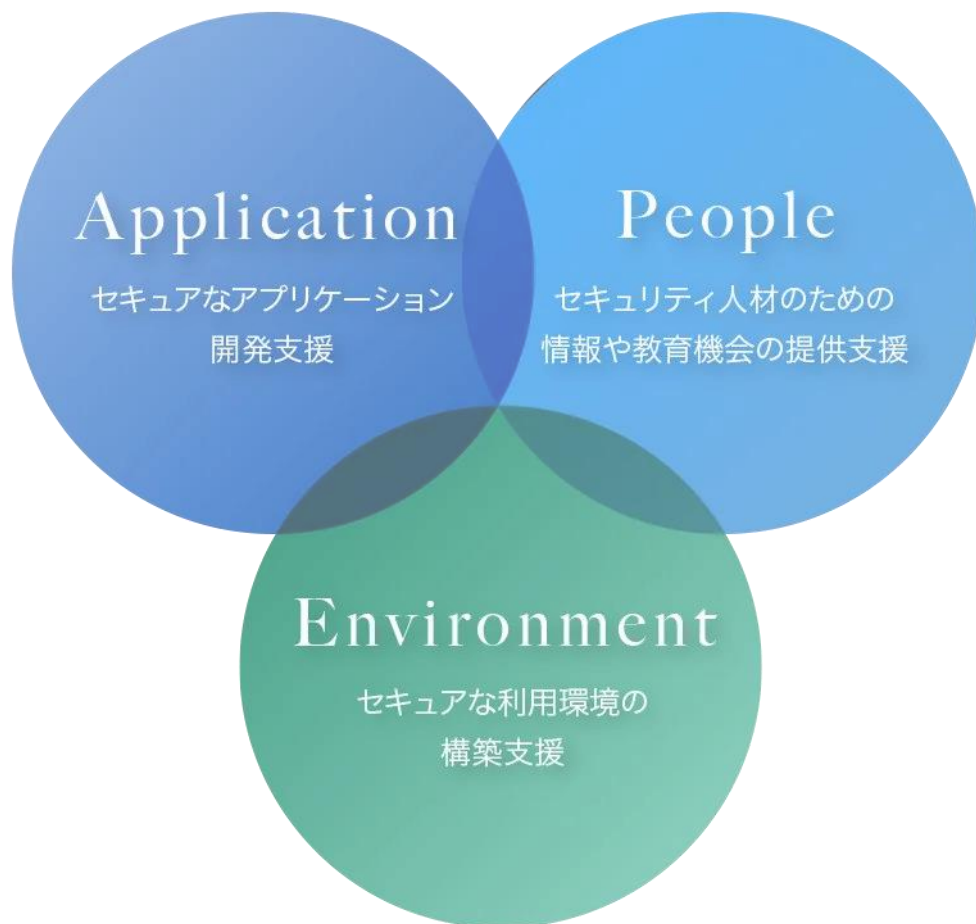 Application
セキュアなアプリケーション
開発支援
People
セキュリティ人材のための
情報や教育機会の提供支援
Environment
セキュアな利用環境の
構築支援